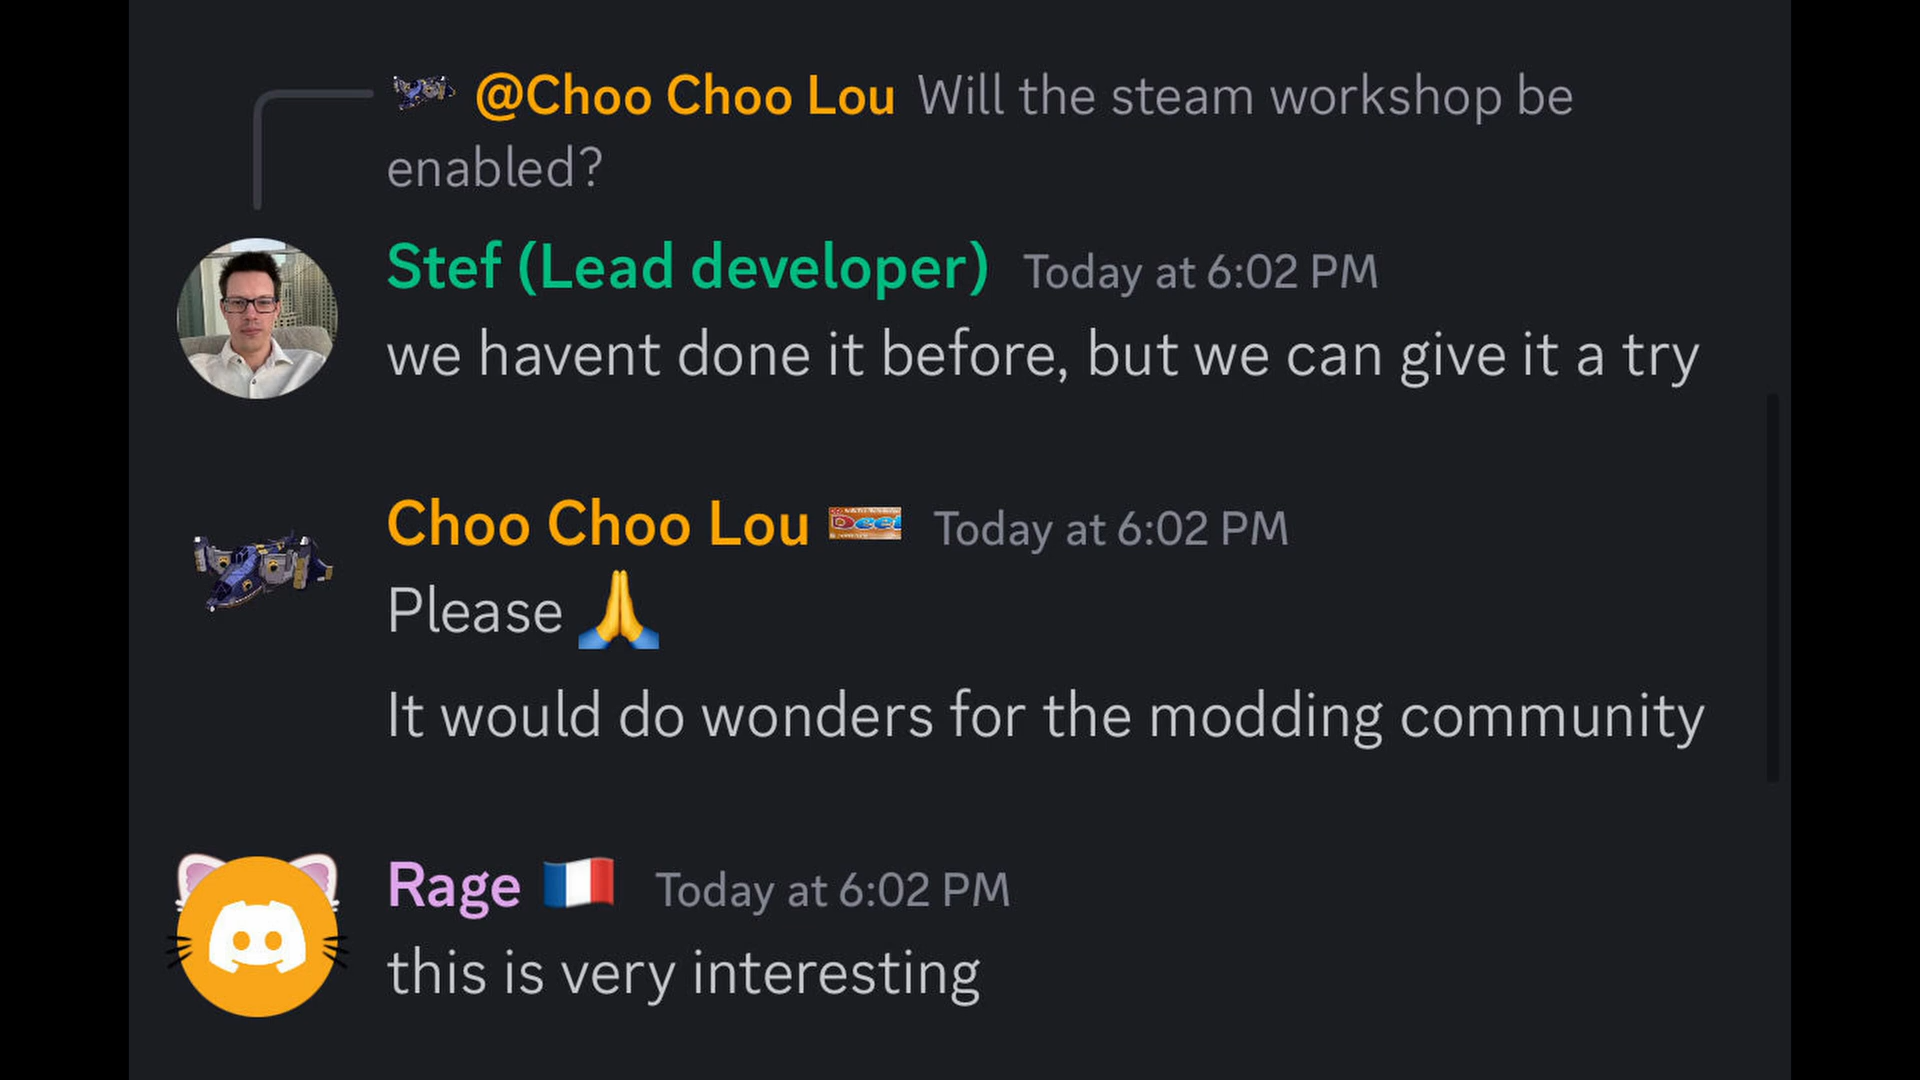 @Choo Choo Lou Will the steam workshop be
enabled?
Stef (Lead developer) Today at 6:02 PM
we havent done it before, but we can give it a try
Choo Choo Lou Today at 6:02 PM
Please 🙏
It would do wonders for the modding community
Rage 🇫🇷 Today at 6:02 PM
this is very interesting